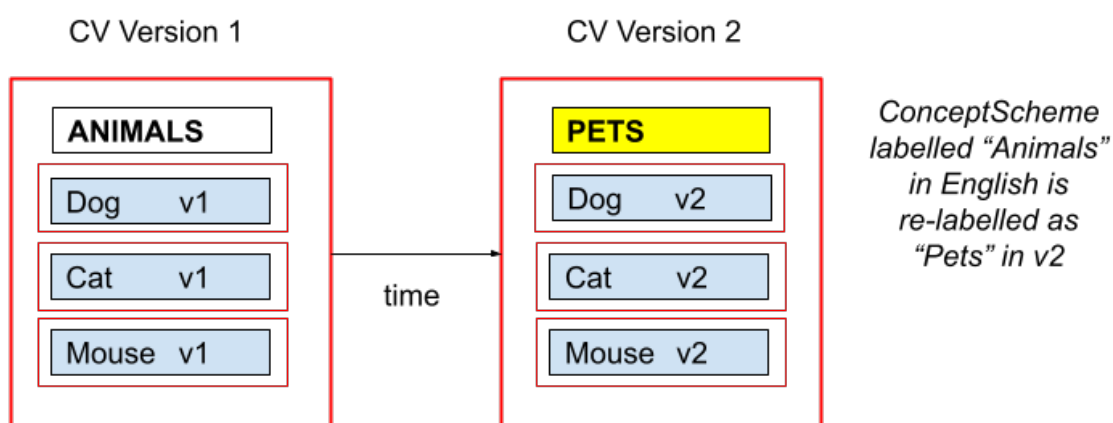 CV Version 1
CV Version 2
ANIMALS
Dog v1
Cat v1
Mouse v1
time
PETS
Dog v2
Cat v2
Mouse v2
ConceptScheme
labelled “Animals”
in English is
re-labelled as
“Pets” in v2